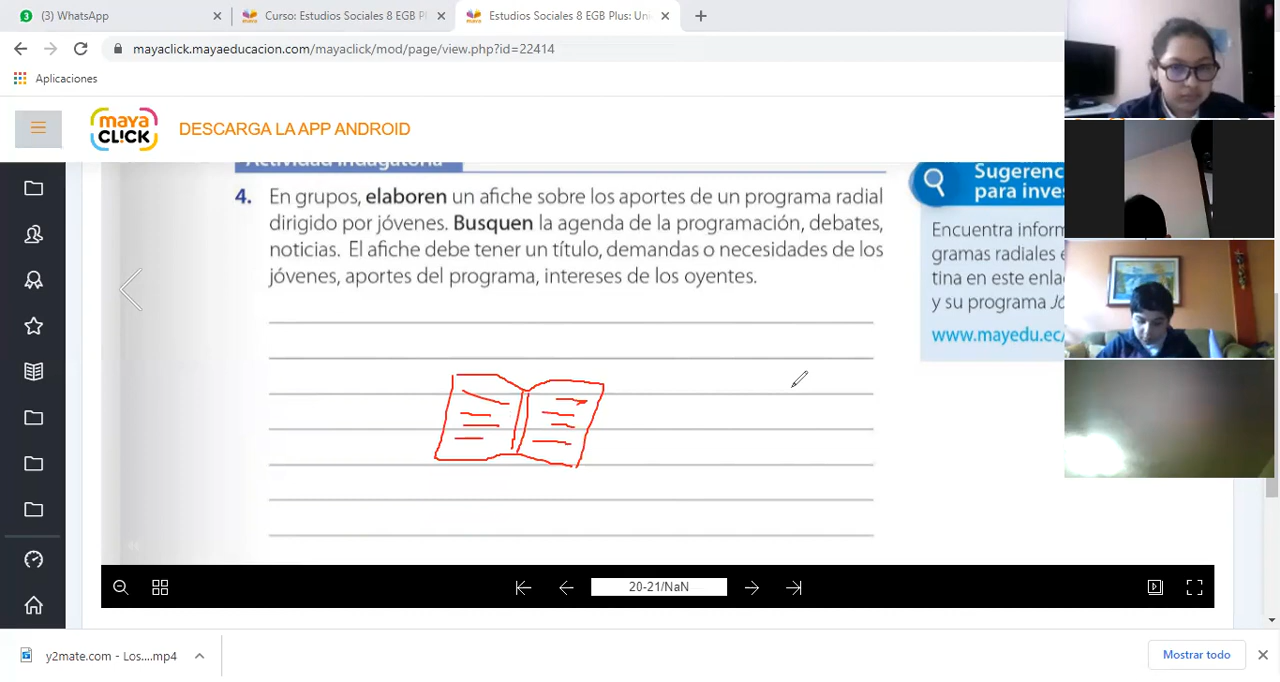 (3) WhatsApp
Curso: Estudios Sociales 8 EGB Pl
Estudios Sociales 8 EGB Plus: Un
mayaclick.mayaeducacion.com/mayaclick/mod/page/view.php?id=22414
Aplicaciones
maya
CLICK
DESCARGA LA APP ANDROID
Actividad indagatoria
4. En grupos, elaboren un afiche sobre los aportes de un programa radial
dirigido por jóvenes. Busquen la agenda de la programación, debates,
noticias. El afiche debe tener un título, demandas o necesidades de los
jóvenes, aportes del programa, intereses de los oyentes.
Sugerenc
para inves
Encuentra inform
gramas radiales e
tina en este enla
y su programa Jó
www.mayedu.ec/
20-21/NaN
y2mate.com - Los....mp4
Mostrar todo